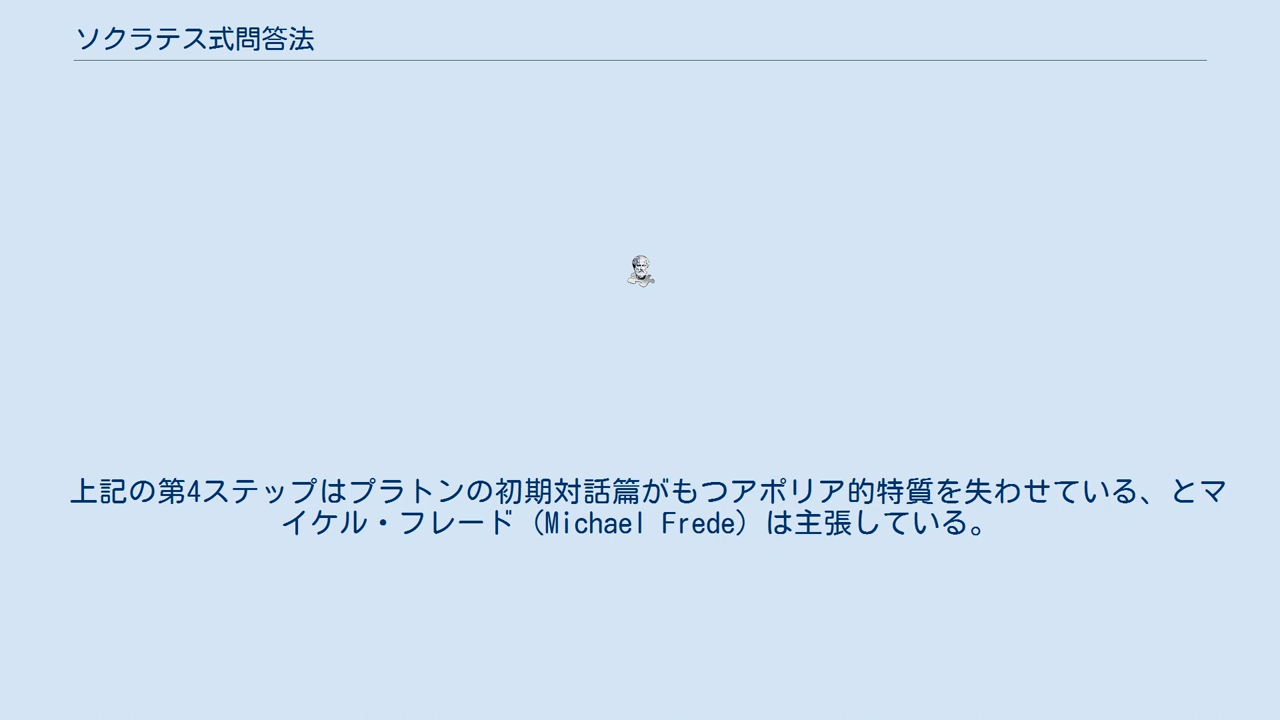 ソクラテス式問答法
上記の第4ステップはプラトンの初期対話篇がもつアポリア的特質を失わせている、とマ
イケル・フレード（Michael Frede）は主張している。